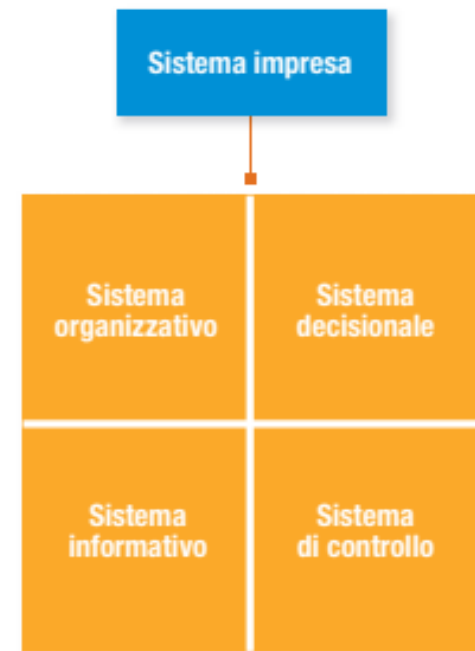 Sistema impresa
Sistema
organizzativo
Sistema
decisionale
Sistema
informativo
Sistema
di controllo